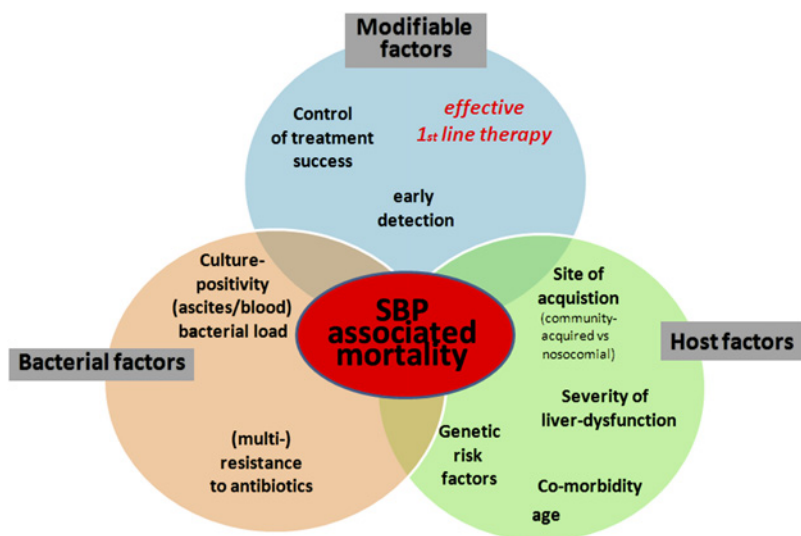 Modifiable
factors
Control
of treatment
success
effective
1st line therapy
early
detection
Culture-
positivity
(ascites/blood)
bacterial load
Bacterial factors
(multi-)
resistance
to antibiotics
SBP
associated
mortality
Site of
acquistion
(community-
acquired vs
nosocomial)
Host factors
Severity of
liver-dysfunction
Genetic
risk
factors
Co-morbidity
age